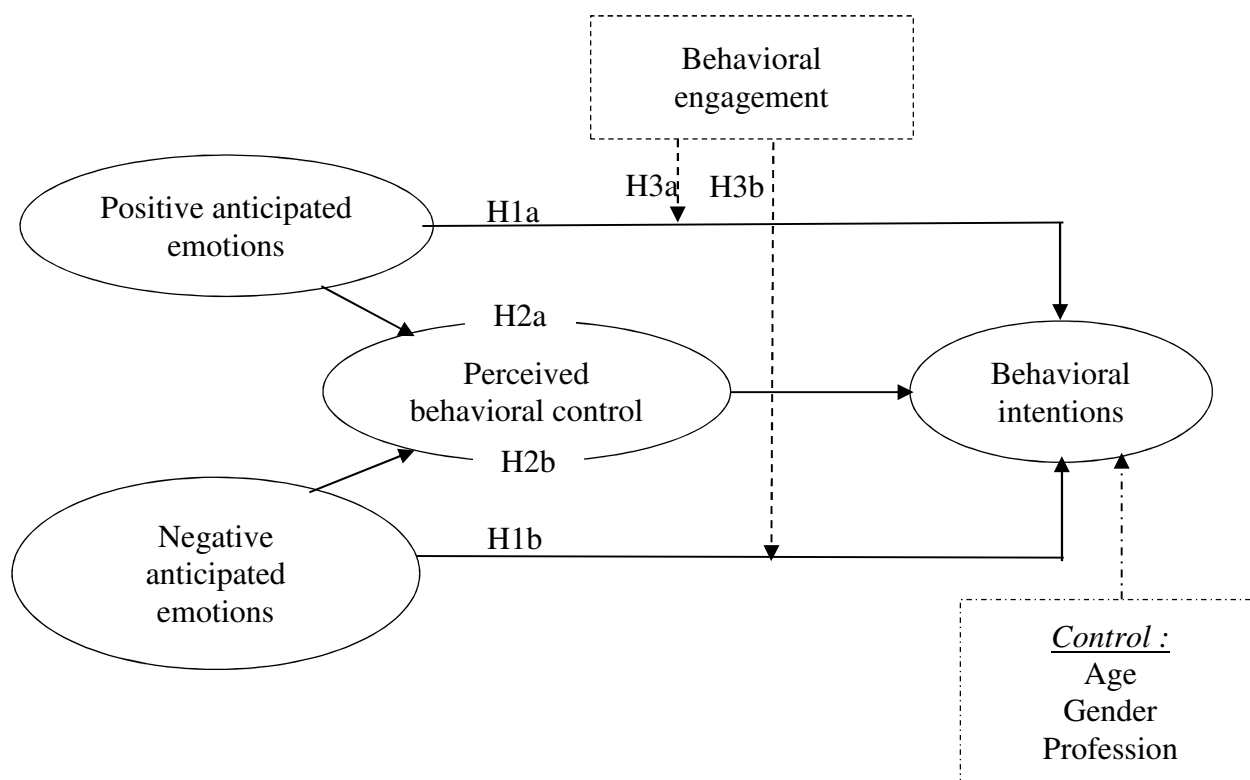 Behavioral
engagement
H3a
H3b
Positive anticipated
emotions
H1a
H2a
Perceived
behavioral control
H2b
Behavioral
intentions
Negative
anticipated
emotions
H1b
Control :
Age
Gender
Profession